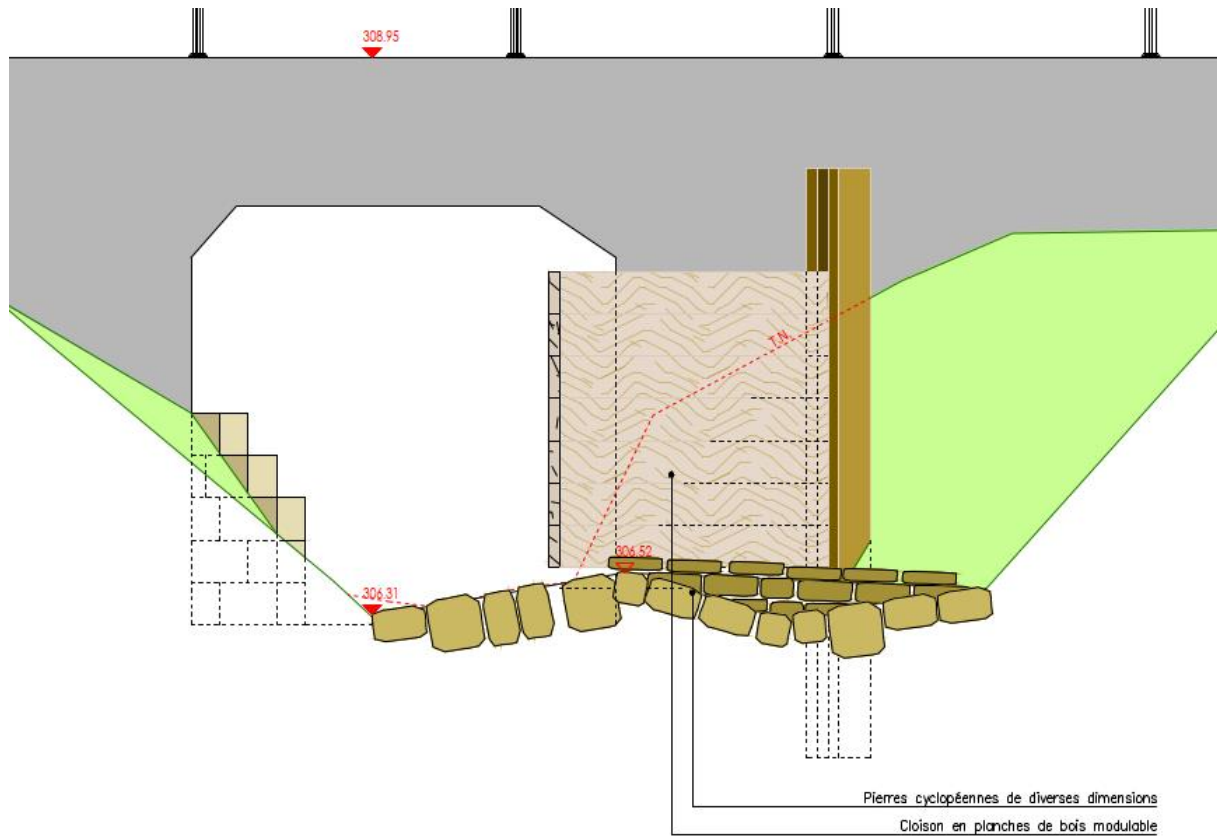 308.95
T.N.
306.52
306.31
Pierres cyclopéennes de diverses dimensions
Cloison en planches de bois modulable